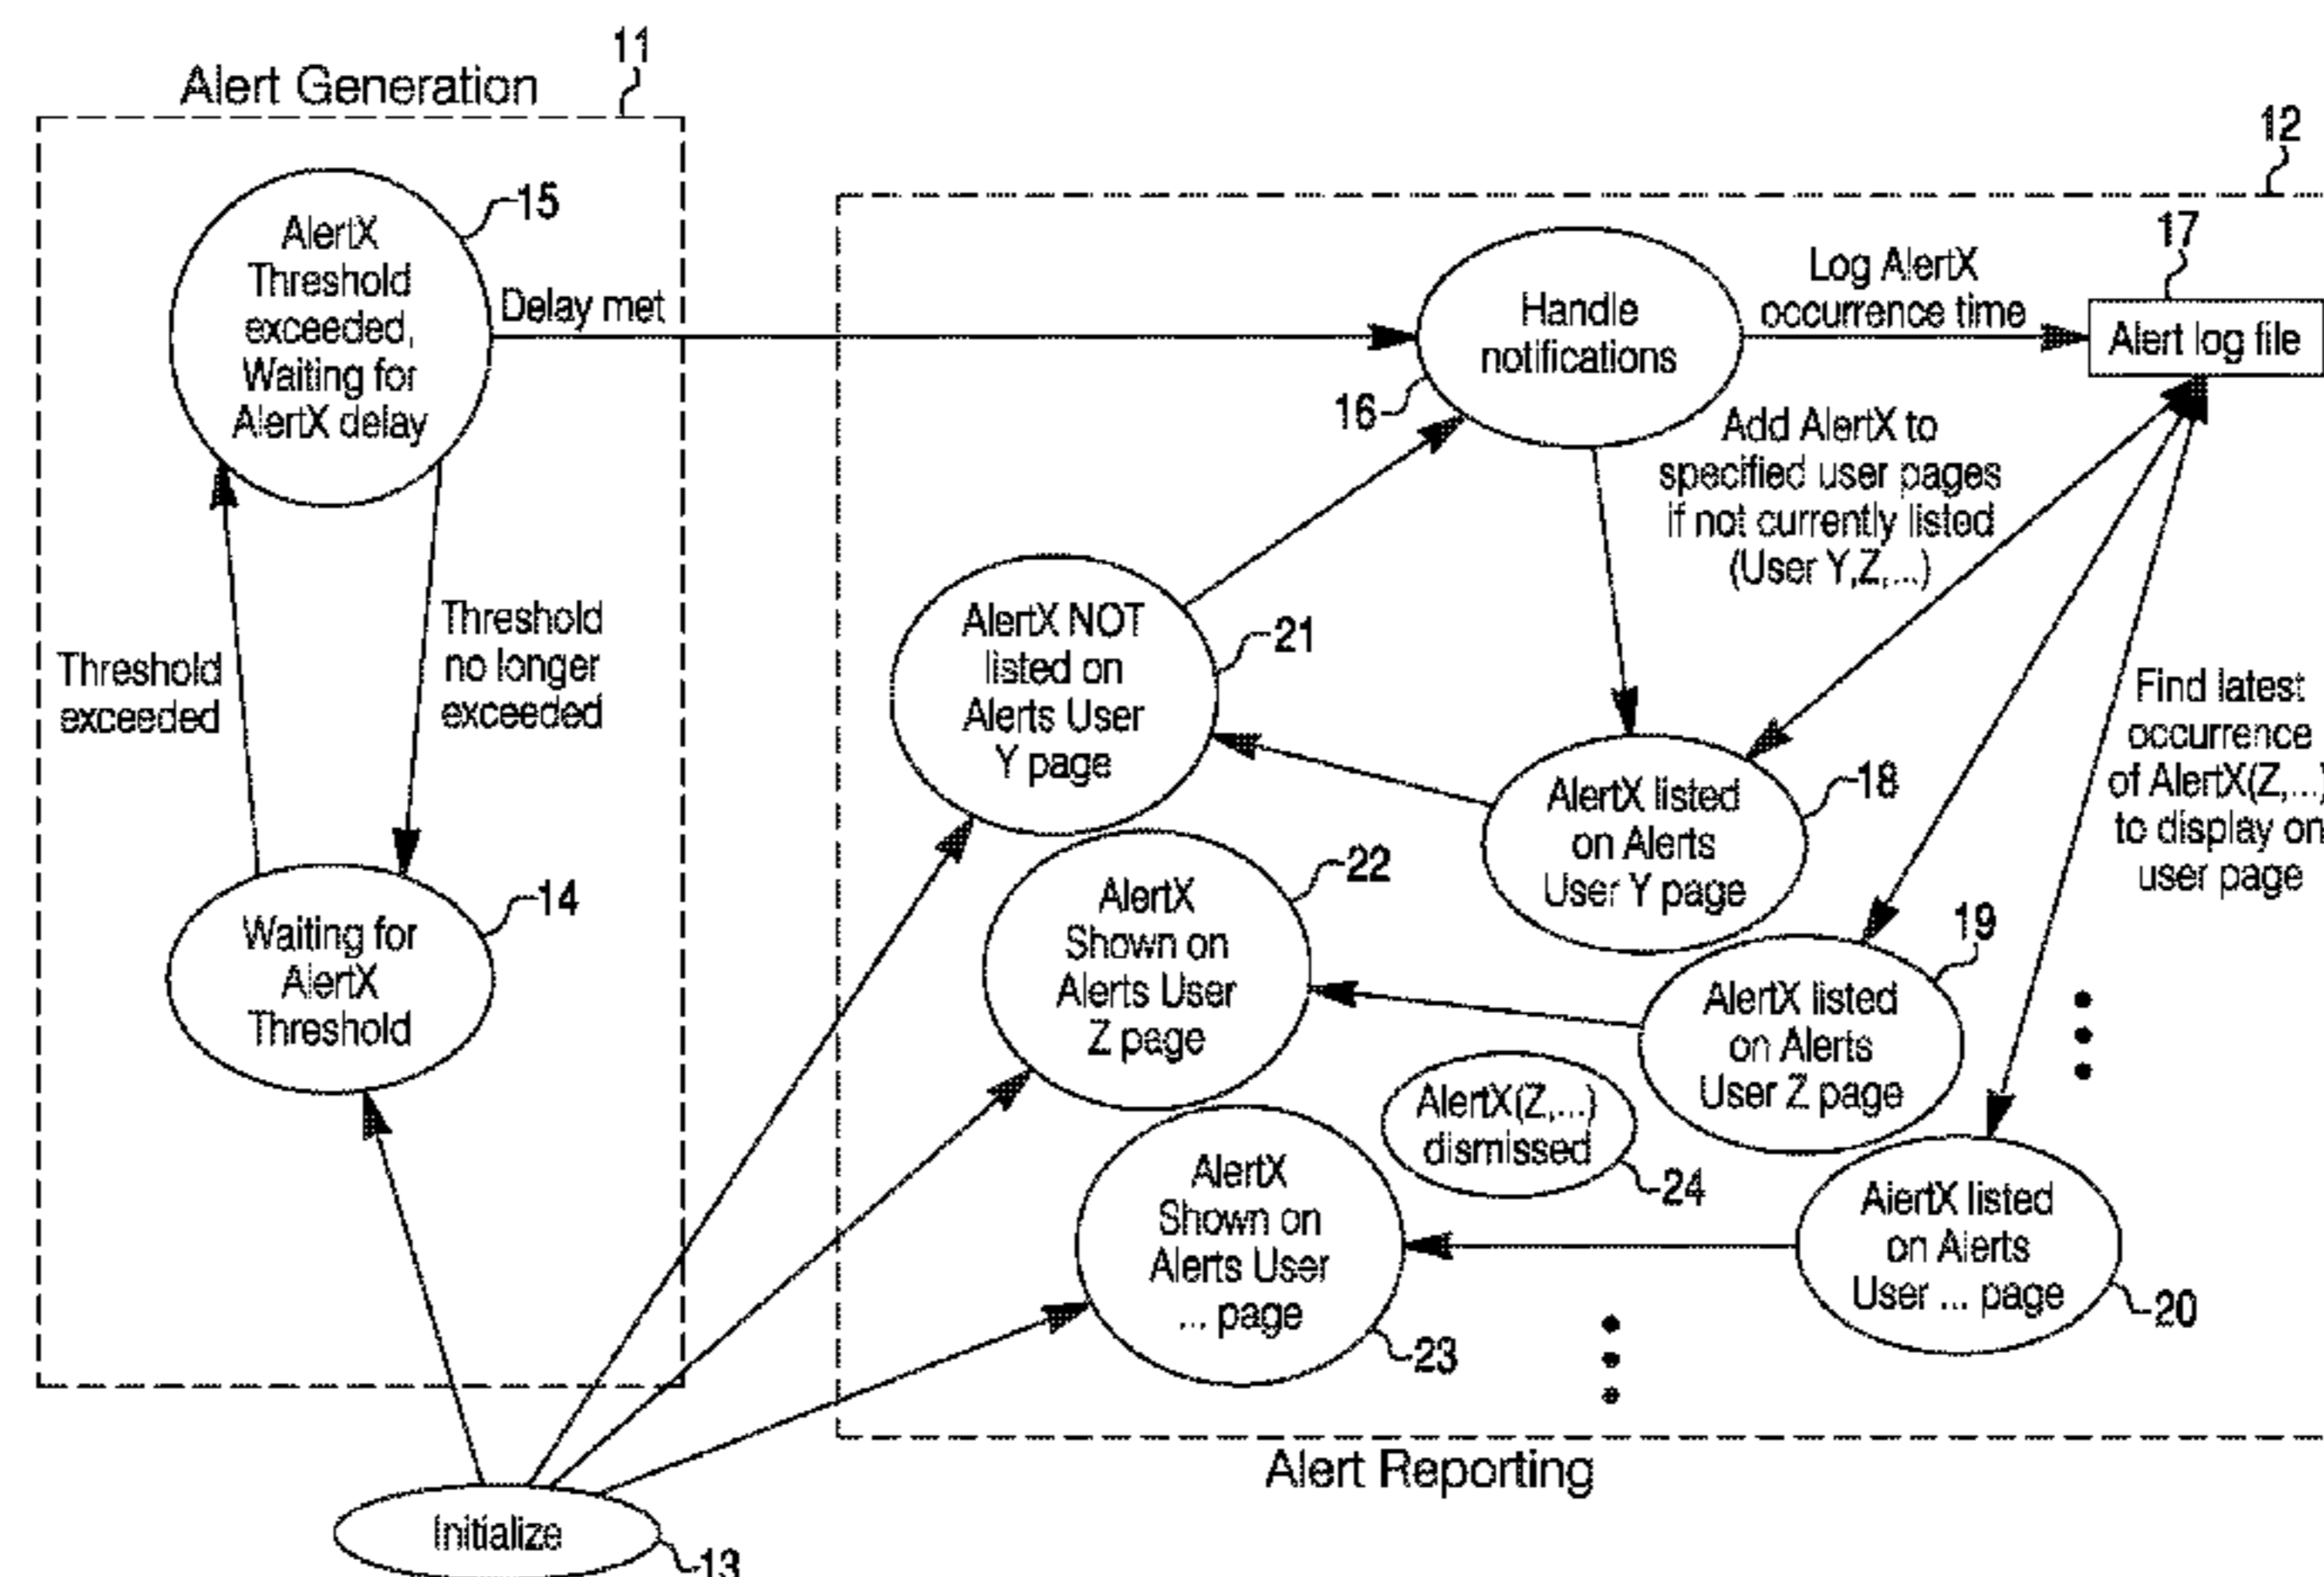 11
Alert Generation
12
15
AlertX
Threshold
exceeded,
Waiting for
AlertX delay
Delay met
Handle
notifications
16
Log AlertX
occurrence time
17
Alert log file
Add AlertX to
specified user pages
if not currently listed
(User Y,Z,...)
Threshold
exceeded
Threshold
no longer
exceeded
AlertX NOT
listed on
Alerts User
Y page
21
Find latest
occurrence
of AlertX(Z,...)
to display on
user page
AlertX listed
on Alerts
User Y page
18
14
Waiting for
AlertX
Threshold
AlertX
Shown on
Alerts User
Z page
22
19
AlertX listed
on Alerts
User Z page
AlertX(Z,...)
dismissed
24
AlertX
Shown on
Alerts User
... page
23
AlertX listed
on Alerts
User ... page
20
Alert Reporting
Initialize
13